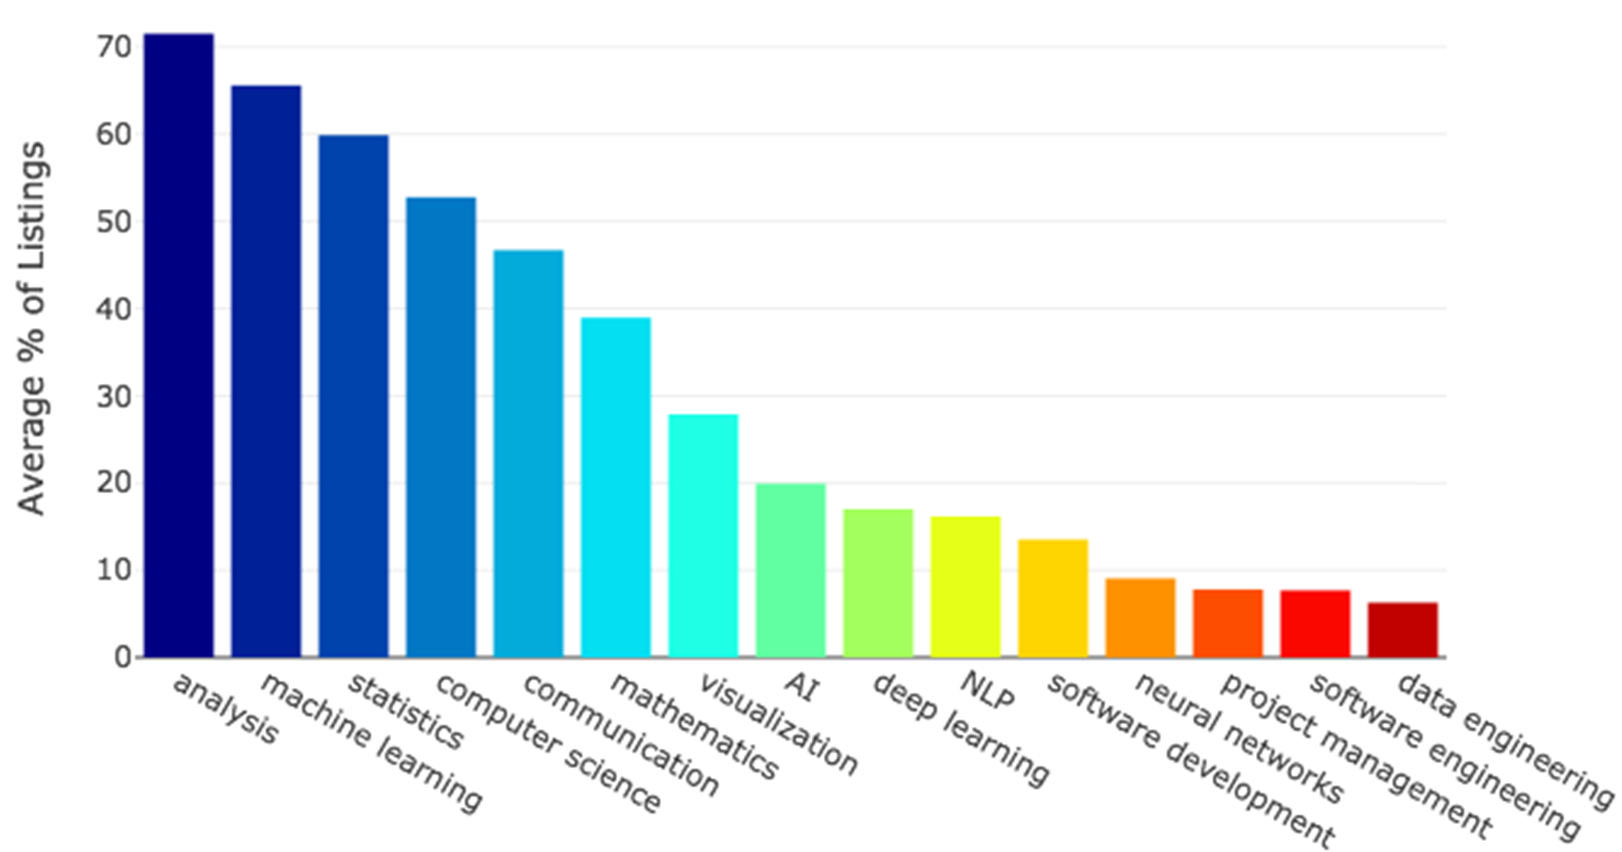 Average % of Listings
70
60
50
40
30
20
10
0
analysis
machine learning
statistics
computer science
communication
mathematics
visualization
AI
deep learning
NLP
software development
neural networks
project management
software engineering
data engineering